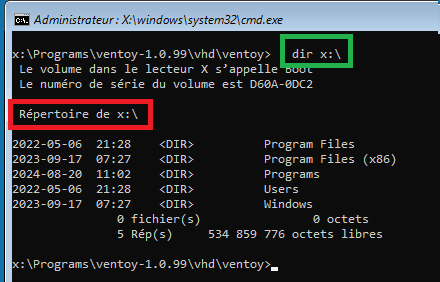 Administrateur : X:\windows\system32\cmd.exe
x:\Programs\ventoy-1.0.99\vhd\ventoy> dir x:\
Le volume dans le lecteur X s’appelle Boot
Le numéro de série du volume est D60A-0DC2
Répertoire de x:\
2022-05-06 21:28 <DIR> Program Files
2023-09-17 07:27 <DIR> Program Files (x86)
2024-08-20 11:02 <DIR> Programs
2022-05-06 21:28 <DIR> Users
2023-09-17 07:27 <DIR> Windows
0 fichier(s) 0 octets
5 Rép(s) 534 859 776 octets libres
x:\Programs\ventoy-1.0.99\vhd\ventoy>